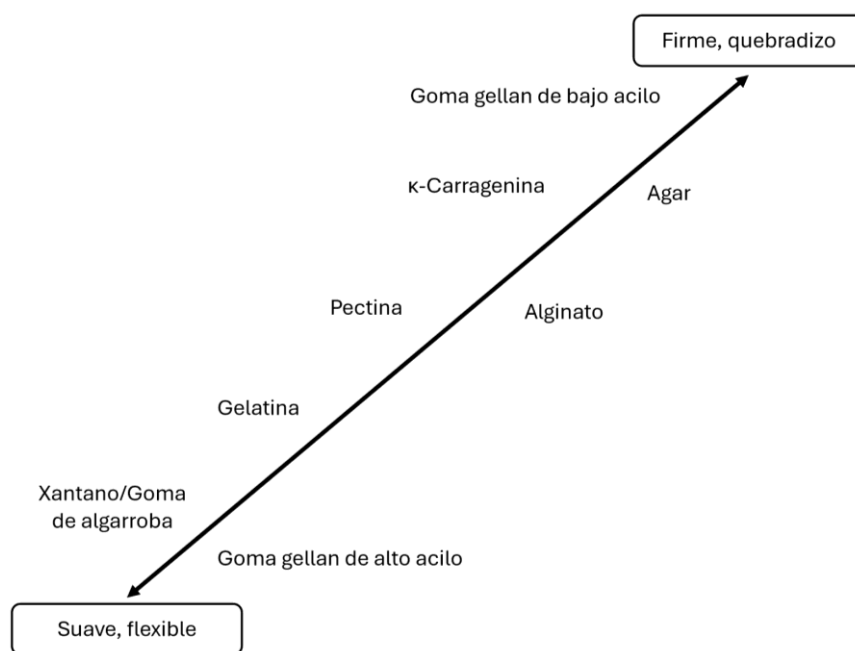 Firme, quebradizo
Goma gellan de bajo acilo
κ-Carragenina
Agar
Pectina
Alginato
Gelatina
Xantano/Goma
de algarroba
Goma gellan de alto acilo
Suave, flexible